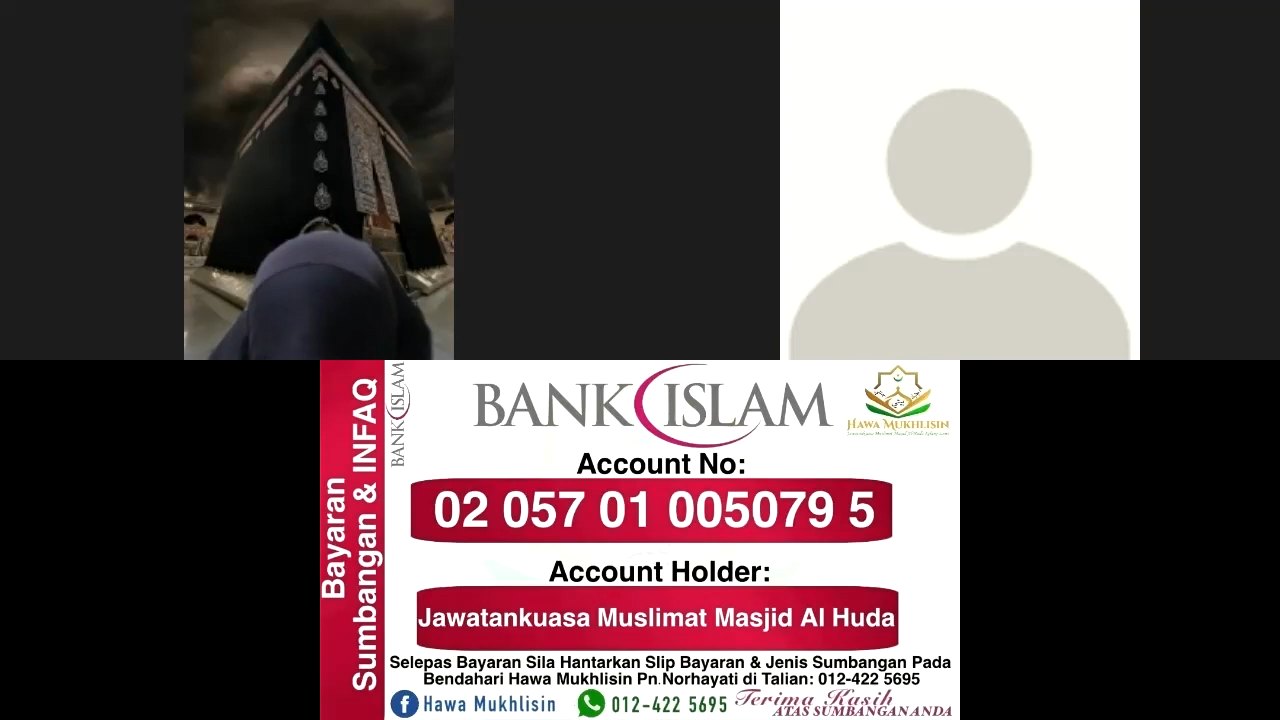 Bayaran
Sumbangan & INFAQ
BANK ISLAM
BANK ISLAM
HAWA MUKHLISIN
Account No:
02 057 01 005079 5
Account Holder:
Jawatankuasa Muslimat Masjid Al Huda
Selepas Bayaran Sila Hantarkan Slip Bayaran & Jenis Sumbangan Pada
Bendahari Hawa Mukhlisin Pn.Norhayati di Talian: 012-422 5695
Hawa Mukhlisin
012-422 5695
Terima Kasih
ATAS SUMBANGAN ANDA